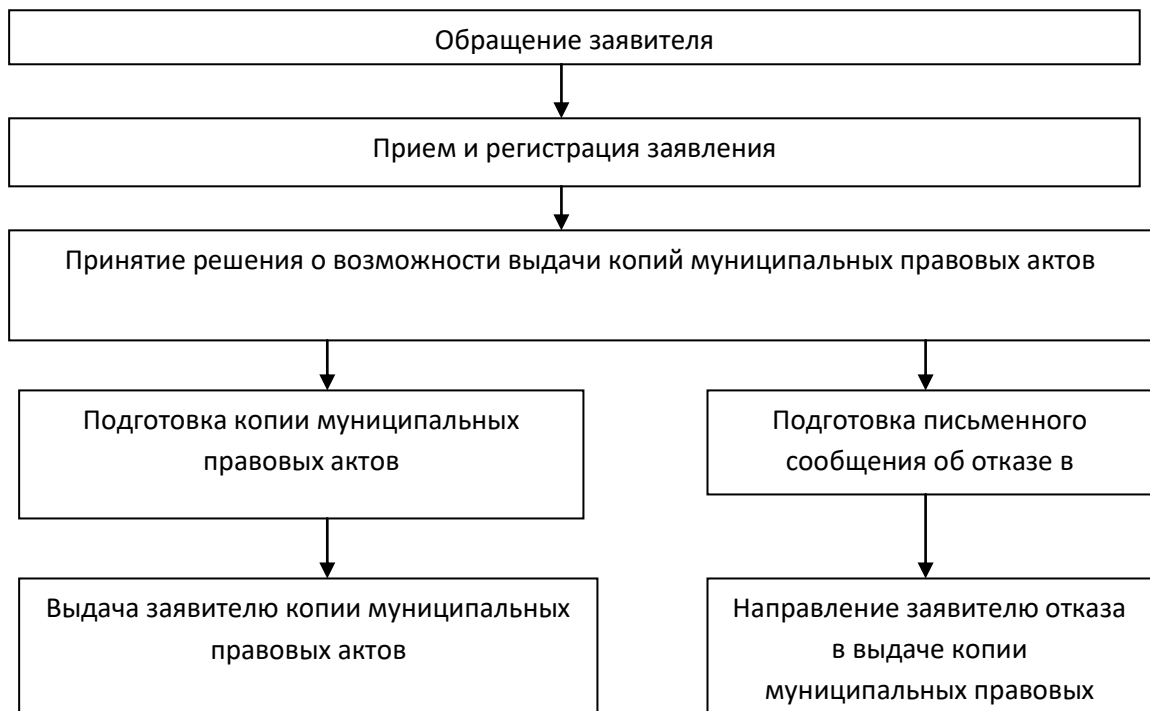 Обращение заявителя
Прием и регистрация заявления
Принятие решения о возможности выдачи копий муниципальных правовых актов
Подготовка копии муниципальных
правовых актов
Подготовка письменного
сообщения об отказе в
Выдача заявителю копии муниципальных
правовых актов
Направление заявителю отказа
в выдаче копии
муниципальных правовых